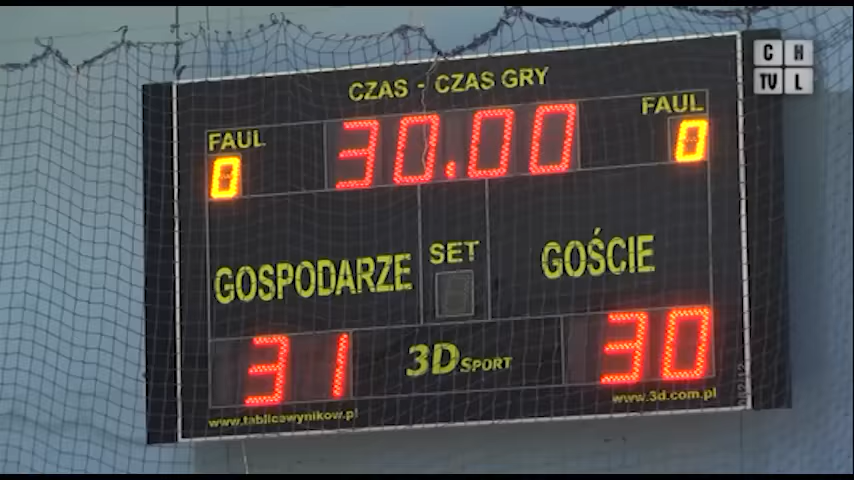 CZAS - CZAS GRY
FAUL
FAUL
0
30.00
0
GOSPODARZE
SET
GOŚCIE
31
3D SPORT
30
www.tablicawynikow.pl
www.3d.com.pl
C H
TV L